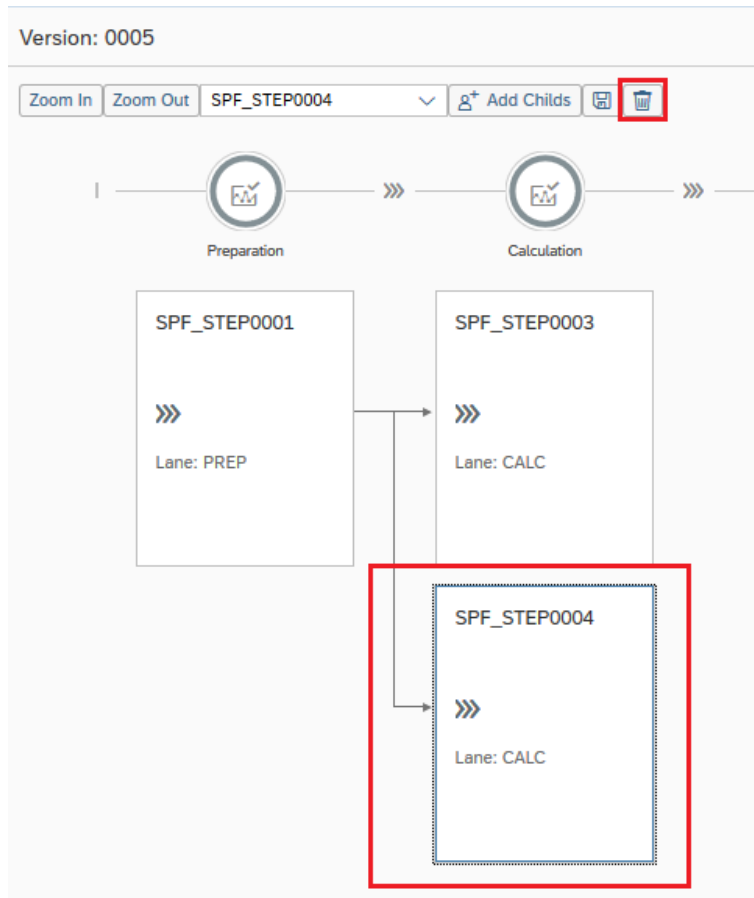 Version: 0005
Zoom In Zoom Out SPF_STEP0004 Add Childs
Preparation Calculation
SPF_STEP0001
Lane: PREP
SPF_STEP0003
Lane: CALC
SPF_STEP0004
Lane: CALC